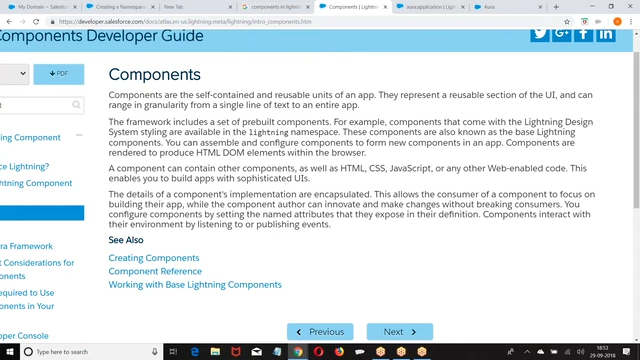 My Domain ~ Salesforc
Creating a Namespace
New Tab
components in lightni
Components | Lightni
aura:application | Ligh
Aura
https://developer.salesforce.com/docs/atlas.en-us.lightning.meta/lightning/intro_components.htm
Components Developer Guide
PDF
Components
Components are the self-contained and reusable units of an app. They represent a reusable section of the UI, and can
range in granularity from a single line of text to an entire app.
The framework includes a set of prebuilt components. For example, components that come with the Lightning Design
System styling are available in the lightning namespace. These components are also known as the base Lightning
components. You can assemble and configure components to form new components in an app. Components are
rendered to produce HTML DOM elements within the browser.
A component can contain other components, as well as HTML, CSS, JavaScript, or any other Web-enabled code. This
enables you to build apps with sophisticated UIs.
The details of a component's implementation are encapsulated. This allows the consumer of a component to focus on
building their app, while the component author can innovate and make changes without breaking consumers. You
configure components by setting the named attributes that they expose in their definition. Components interact with
their environment by listening to or publishing events.
See Also
Creating Components
Component Reference
Working with Base Lightning Components
Previous
Next
t
ing Component
ce Lightning?
htning Component
ra Framework
t Considerations for
onents
equired to Use
onents in Your
eloper Console
Type here to search
18:53
29-09-2018